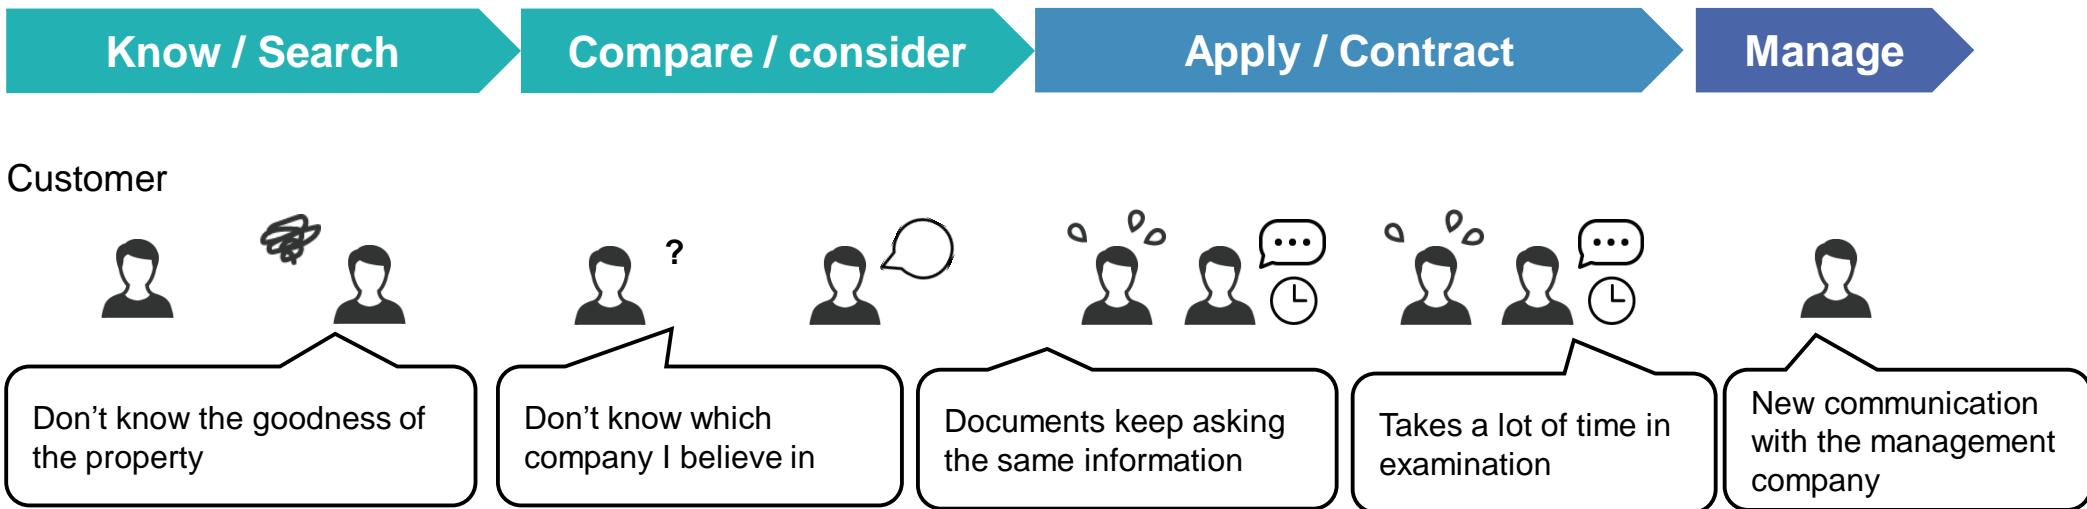 Know / Search
Compare / consider
Apply / Contract
Manage
Customer
?
Don’t know the goodness of
the property
Don’t know which
company I believe in
Documents keep asking
the same information
Takes a lot of time in
examination
New communication
with the management
company